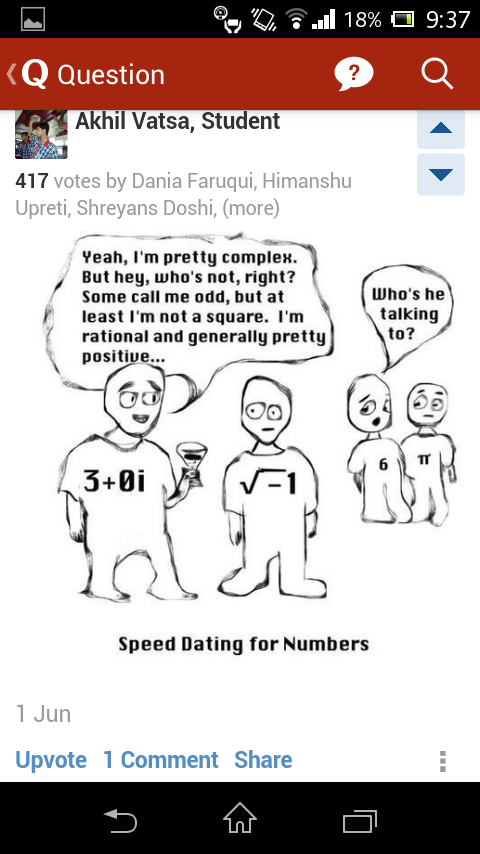 18% 9:37
Q Question
?
Akhil Vatsa, Student
417 votes by Dania Faruqui, Himanshu
Upreti, Shreyans Doshi, (more)
Yeah, I'm pretty complex.
But hey, who's not, right?
Some call me odd, but at
least I'm not a square. I'm
rational and generally pretty
positive...
Who's he
talking
to?
3+0i
√-1
6
π
Speed Dating for Numbers
1 Jun
Upvote 1 Comment Share